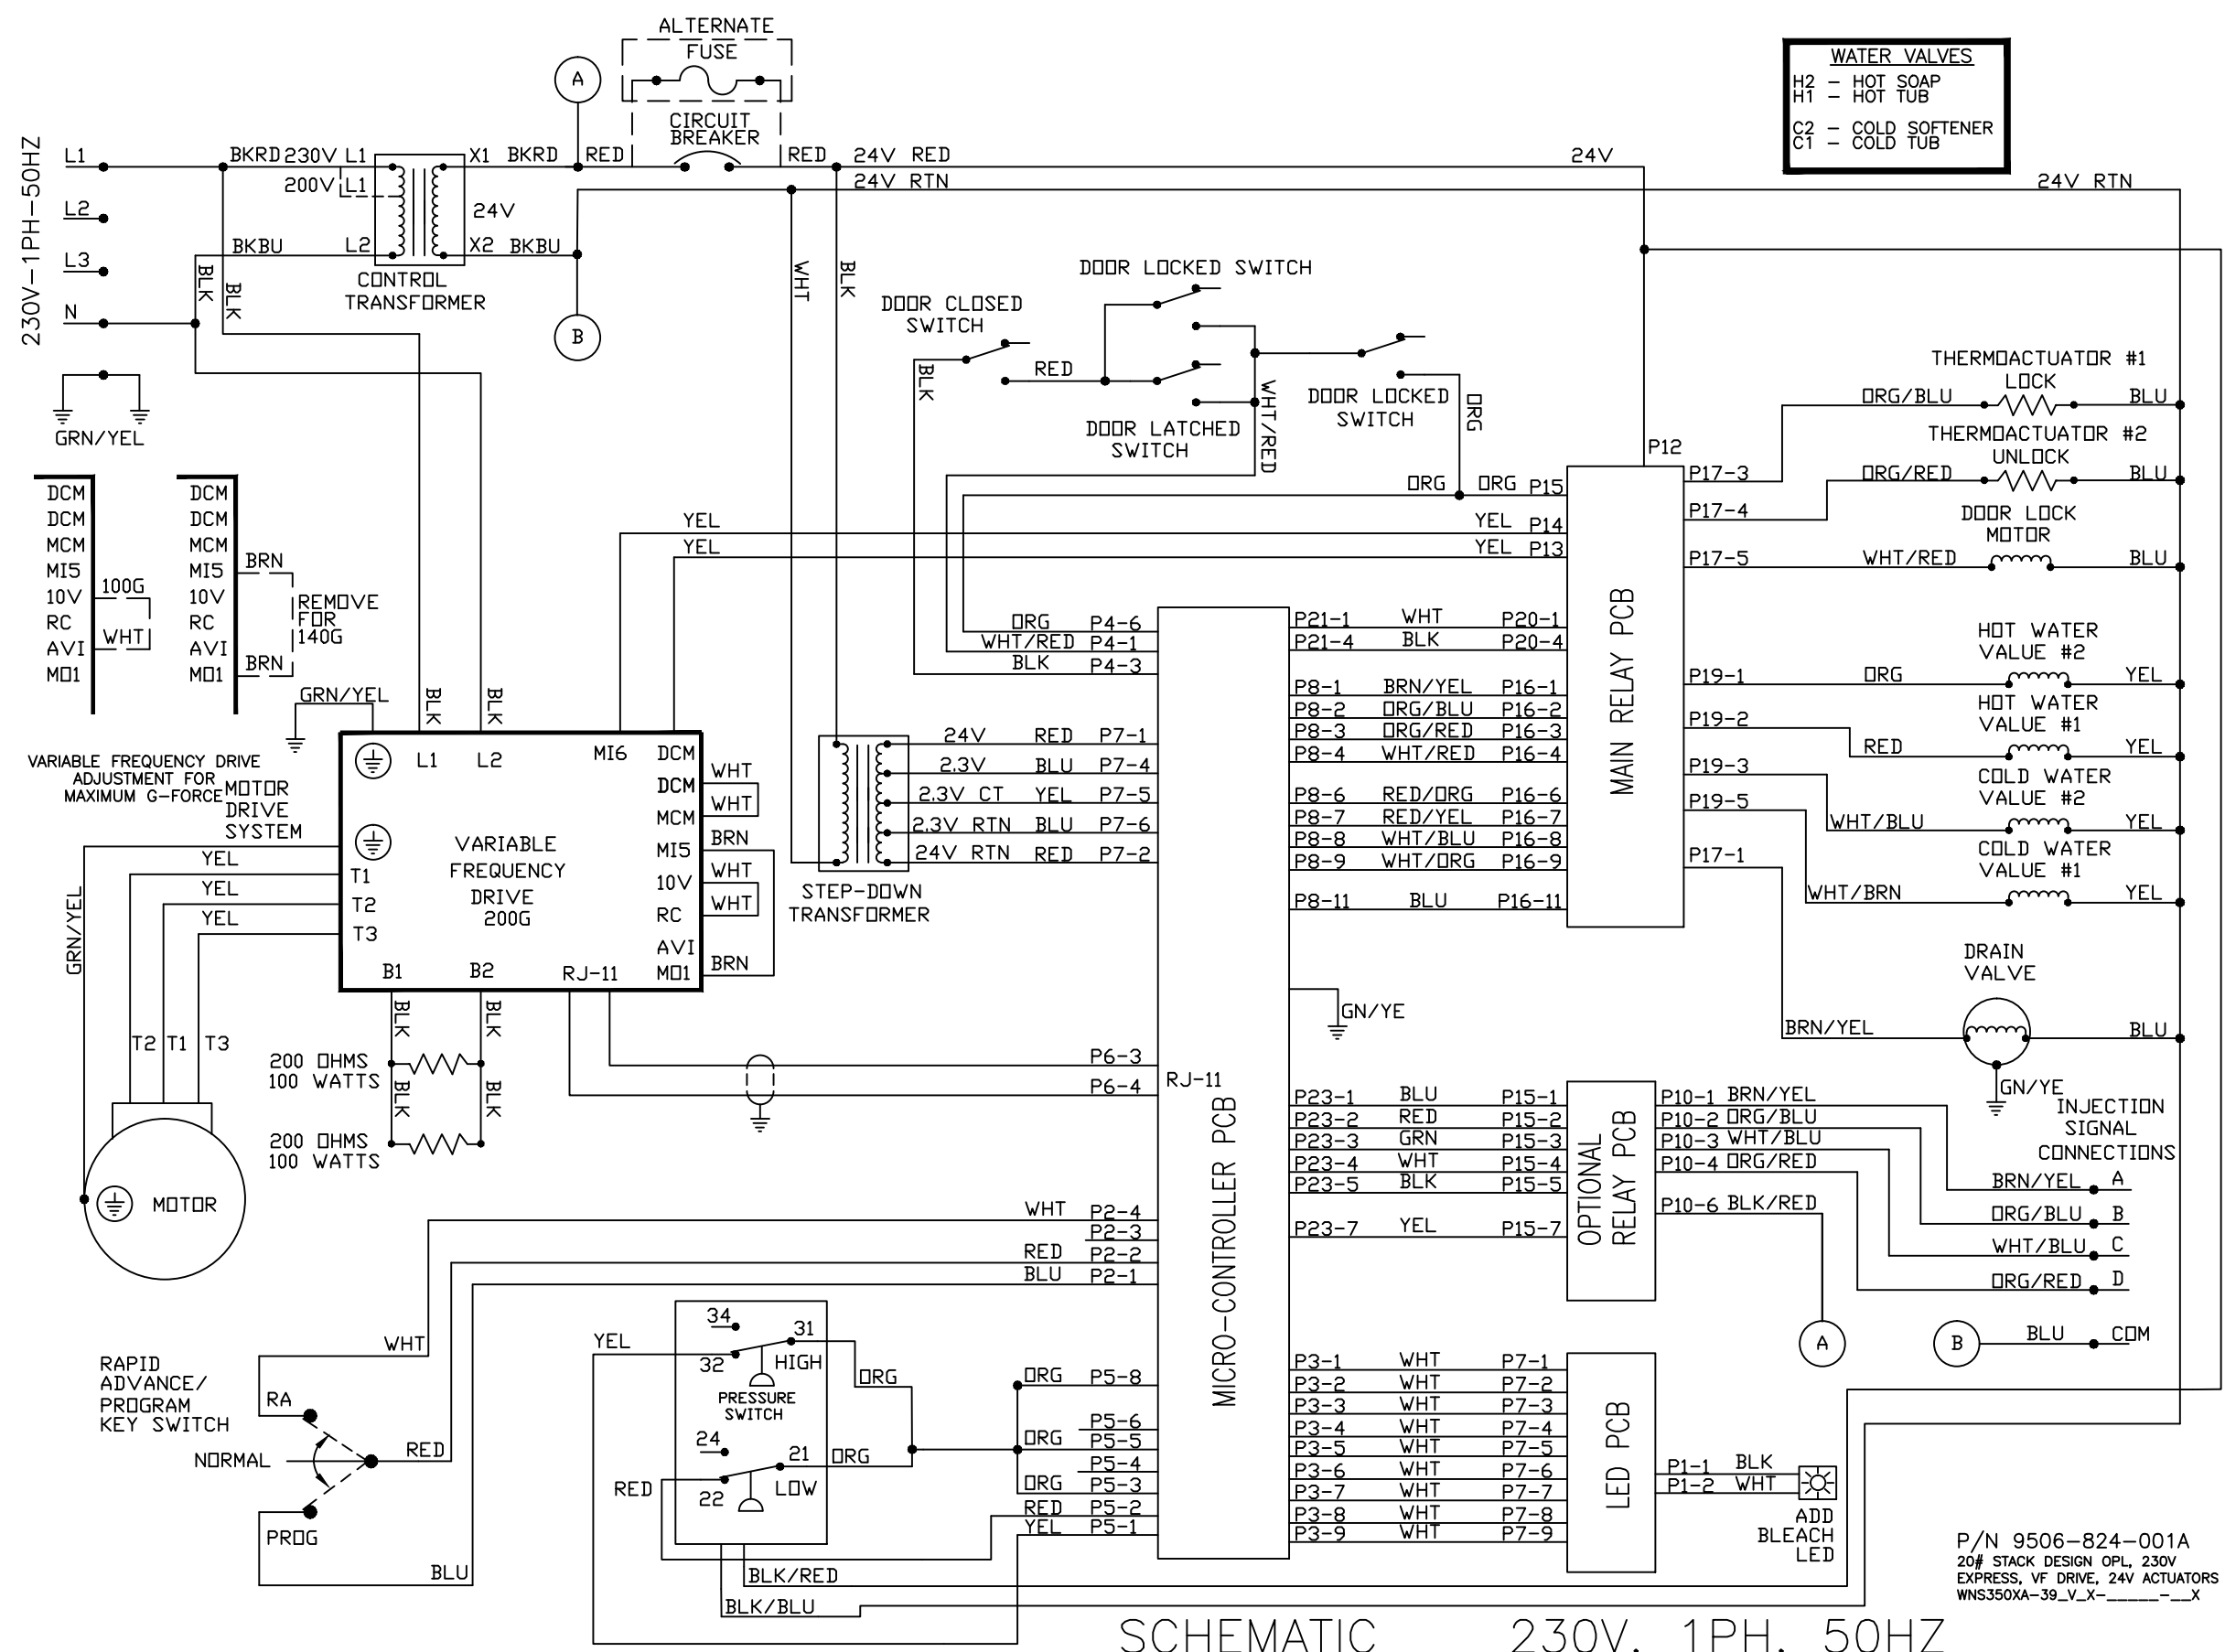 ALTERNATE
FUSE
A
CIRCUIT
BREAKER
WATER VALVES
H2 - HOT SOAP
H1 - HOT TUB
C2 - COLD SOFTENER
C1 - COLD TUB
230V-1PH-50HZ
L1
L2
L3
N
GRN/YEL
BKRD
230V L1
200V L1
BKBU
L2
X1
BKRD
RED
RED
24V RED
24V
24V
X2
BKBU
24V RTN
24V RTN
CONTROL
TRANSFORMER
BLK
BLK
B
WHT
BLK
DOOR CLOSED
SWITCH
DOOR LOCKED SWITCH
RED
BLK
DOOR LATCHED
SWITCH
WHT/RED
DOOR LOCKED
SWITCH
ORG
ORG
ORG
P15
YEL
YEL
P14
YEL
YEL
P13
P12
THERMOACTUATOR #1
LOCK
ORG/BLU
BLU
THERMOACTUATOR #2
UNLOCK
ORG/RED
BLU
DOOR LOCK
MOTOR
WHT/RED
BLU
P17-3
P17-4
P17-5
HOT WATER
VALUE #2
P19-1
ORG
YEL
HOT WATER
VALUE #1
P19-2
RED
YEL
COLD WATER
VALUE #2
P19-3
WHT/BLU
YEL
P19-5
COLD WATER
VALUE #1
WHT/BRN
YEL
P17-1
DRAIN
VALVE
BRN/YEL
BLU
GN/YE
MAIN RELAY PCB
DCM
DCM
MCM
MI5
10V
RC
AVI
MO1
100G
WHT
DCM
DCM
MCM
MI5
10V
RC
AVI
MO1
BRN
REMOVE
FOR
140G
BRN
VARIABLE FREQUENCY DRIVE
ADJUSTMENT FOR
MAXIMUM G-FORCE
MOTOR
DRIVE
SYSTEM
GRN/YEL
BLK
BLK
L1
L2
MI6
DCM
DCM
MCM
MI5
10V
RC
AVI
MO1
WHT
WHT
BRN
WHT
WHT
BRN
VARIABLE
FREQUENCY
DRIVE
200G
T1
T2
T3
B1
B2
RJ-11
YEL
YEL
YEL
GRN/YEL
T2
T1
T3
BLK
BLK
200 OHMS
100 WATTS
BLK
BLK
200 OHMS
100 WATTS
MOTOR
24V RED P7-1
2.3V BLU P7-4
2.3V CT YEL P7-5
2.3V RTN BLU P7-6
24V RTN RED P7-2
STEP-DOWN
TRANSFORMER
ORG P4-6
WHT/RED P4-1
BLK P4-3
P21-1 WHT P20-1
P21-4 BLK P20-4
P8-1 BRN/YEL P16-1
P8-2 ORG/BLU P16-2
P8-3 ORG/RED P16-3
P8-4 WHT/RED P16-4
P8-6 RED/ORG P16-6
P8-7 RED/YEL P16-7
P8-8 WHT/BLU P16-8
P8-9 WHT/ORG P16-9
P8-11 BLU P16-11
GN/YE
P6-3
RJ-11
P6-4
MICRO-CONTROLLER PCB
P23-1 BLU P15-1
P23-2 RED P15-2
P23-3 GRN P15-3
P23-4 WHT P15-4
P23-5 BLK P15-5
P23-7 YEL P15-7
OPTIONAL
RELAY PCB
P10-1 BRN/YEL
P10-2 ORG/BLU
P10-3 WHT/BLU
P10-4 ORG/RED
P10-6 BLK/RED
INJECTION
SIGNAL
CONNECTIONS
BRN/YEL A
ORG/BLU B
WHT/BLU C
ORG/RED D
A
B
BLU COM
WHT P2-4
P2-3
RED P2-2
BLU P2-1
WHT
RAPID
ADVANCE/
PROGRAM
KEY SWITCH
RA
NORMAL
RED
PROG
BLU
34
31
32
HIGH
PRESSURE
SWITCH
24
21
22
LOW
YEL
RED
ORG
ORG
ORG P5-8
P5-6
ORG P5-5
P5-4
ORG P5-3
RED P5-2
YEL P5-1
BLK/RED
BLK/BLU
P3-1 WHT P7-1
P3-2 WHT P7-2
P3-3 WHT P7-3
P3-4 WHT P7-4
P3-5 WHT P7-5
P3-6 WHT P7-6
P3-7 WHT P7-7
P3-8 WHT P7-8
P3-9 WHT P7-9
LED PCB
P1-1 BLK
P1-2 WHT
ADD
BLEACH
LED
P/N 9506-824-001A
20# STACK DESIGN OPL, 230V
EXPRESS, VF DRIVE, 24V ACTUATORS
WNS350XA-39_V_X-_____-__X
SCHEMATIC 230V, 1PH, 50HZ